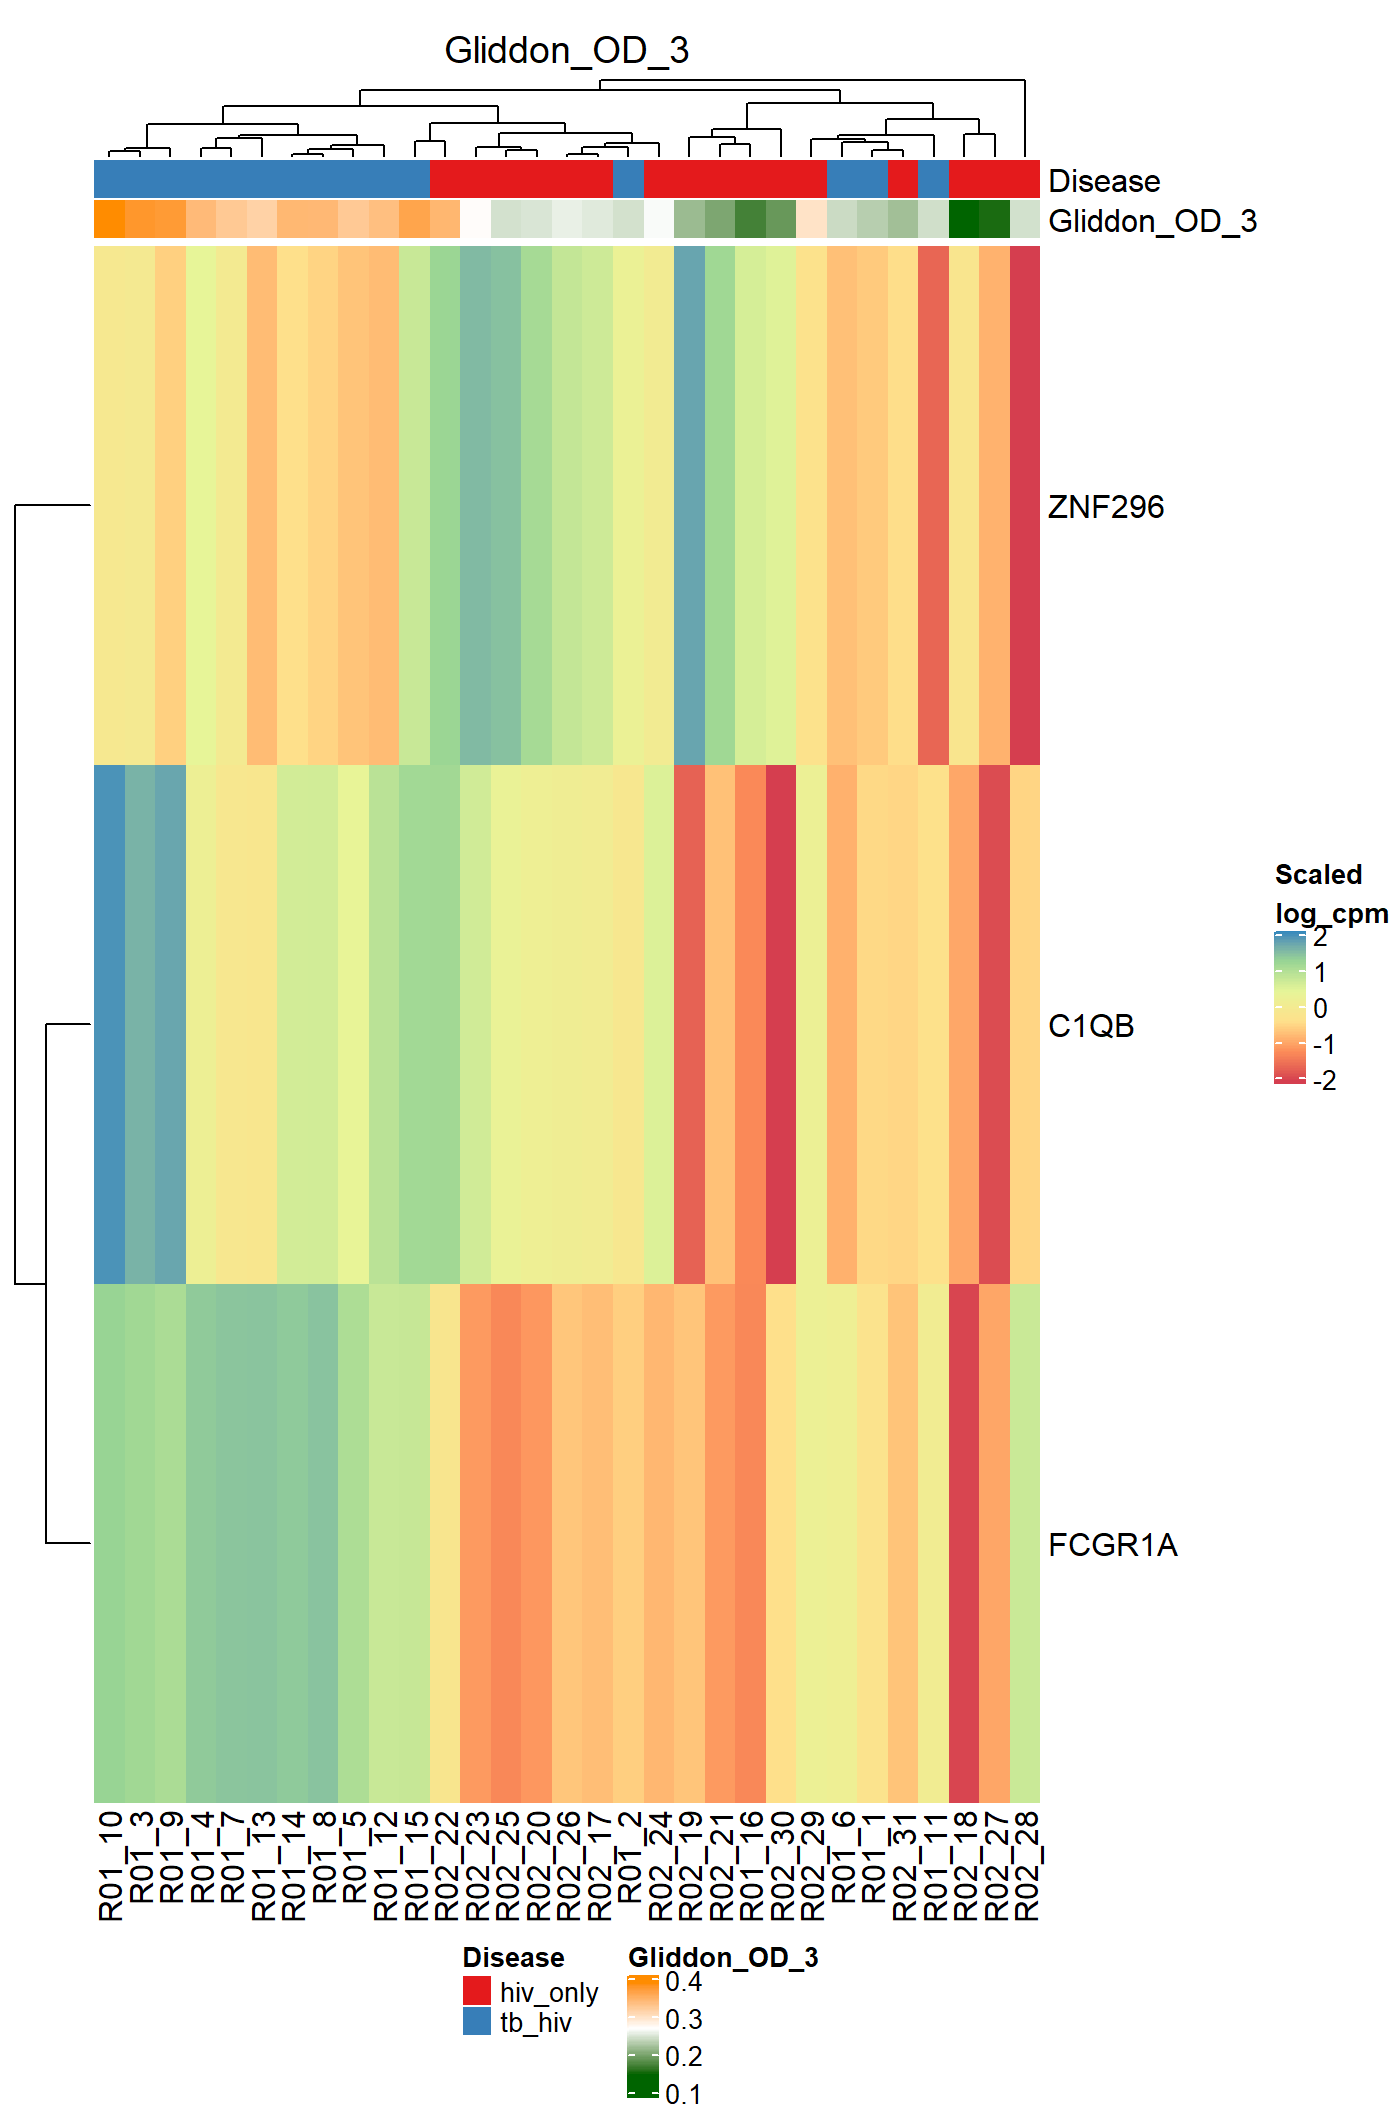 Gliddon_OD_3
Disease
Gliddon_OD_3
ZNF296
C1QB
FCGR1A
Scaled
log_cpm
2
1
0
-1
-2
R01_10
R01_3
R01_9
R01_4
R01_7
R01_13
R01_14
R01_8
R01_5
R01_12
R01_15
R02_22
R02_23
R02_25
R02_20
R02_26
R02_17
R01_2
R02_24
R02_19
R02_21
R01_16
R02_30
R02_29
R01_6
R01_1
R02_31
R01_11
R02_18
R02_27
R02_28
Disease
hiv_only
tb_hiv
Gliddon_OD_3
0.4
0.3
0.2
0.1